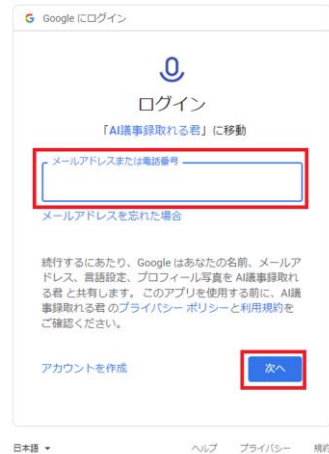 Google にログイン
ログイン
「AI議事録取れる君」に移動
メールアドレスまたは電話番号
メールアドレスを忘れた場合
続行するにあたり、Google はあなたの名前、メールア
ドレス、言語設定、プロフィール写真を AI議事録取れ
る君 と共有します。このアプリを使用する前に、AI議
事録取れる君 のプライバシー ポリシーと利用規約を
ご確認ください。
アカウントを作成
次へ
日本語
ヘルプ プライバシー 規約